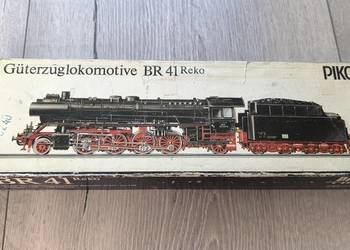 Güterzuglokomotive BR 41 Reko
PIKO
BR 41 Reko